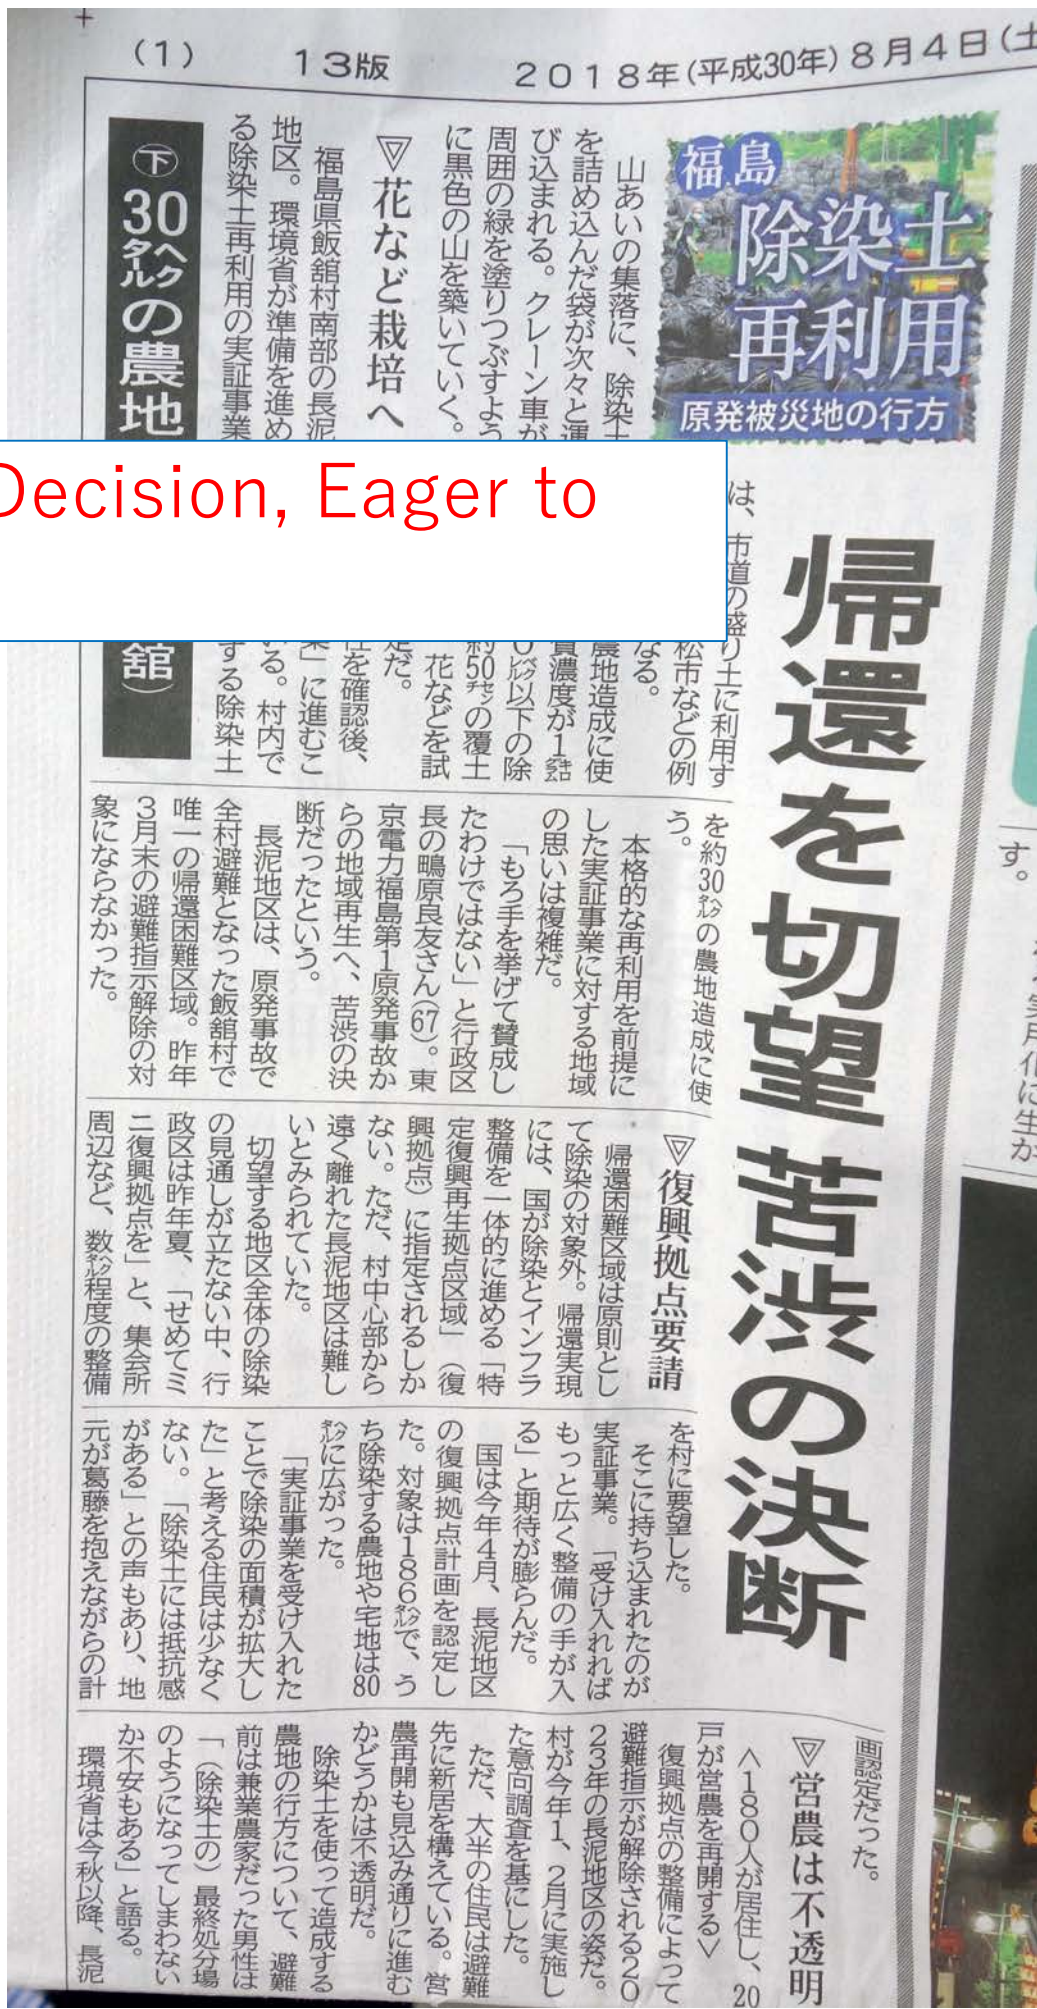 (1)　13版　2018年(平成30年)8月4日(土
福島
除染土
再利用
原発被災地の行方
帰還を切望 苦渋の決断
㊦30ヘクタールの農地
舘)
Decision, Eager to
山あいの集落に、除染土
を詰め込んだ袋が次々と運
び込まれる。クレーン車が
周囲の緑を塗りつぶすよう
に黒色の山を築いていく。
▽花など栽培へ
福島県飯舘村南部の長泥
地区。環境省が準備を進め
る除染土再利用の実証事業
は、市道の盛り土に利用す
松市などの例
なる。
農地造成に使
質濃度が1㌔㌘
0㏃以下の除
約50㌢の覆土
花などを試
定だ。
性を確認後、
業」に進むこ
いる。村内で
する除染土
を約30㌶の農地造成に使
う。
本格的な再利用を前提に
した実証事業に対する地域
の思いは複雑だ。
「もろ手を挙げて賛成し
たわけではない」と行政区
長の鴫原良友さん(67)。東
京電力福島第1原発事故か
らの地域再生へ、苦渋の決
断だったという。
長泥地区は、原発事故で
全村避難となった飯舘村で
唯一の帰還困難区域。昨年
3月末の避難指示解除の対
象にならなかった。
▽復興拠点要請
帰還困難区域は原則とし
て除染の対象外。帰還実現
には、国が除染とインフラ
整備を一体的に進める「特
定復興再生拠点区域」(復
興拠点)に指定されるしか
ない。ただ、村中心部から
遠く離れた長泥地区は難し
いとみられていた。
切望する地区全体の除染
の見通しが立たない中、行
政区は昨年夏、「せめてミ
ニ復興拠点を」と、集会所
周辺など、数㌶程度の整備
を村に要望した。
そこに持ち込まれたのが
実証事業。「受け入れれば
もっと広く整備の手が入
る」と期待が膨らんだ。
国は今年4月、長泥地区
の復興拠点計画を認定し
た。対象は186㌶で、う
ち除染する農地や宅地は80
㌶に広がった。
「実証事業を受け入れた
ことで除染の面積が拡大し
た」と考える住民は少なく
ない。「除染土には抵抗感
がある」との声もあり、地
元が葛藤を抱えながらの計
画認定だった。
▽営農は不透明
<180人が居住し、20
戸が営農を再開する>
復興拠点の整備によって
避難指示が解除される20
23年の長泥地区の姿だ。
村が今年1、2月に実施し
た意向調査を基にした。
ただ、大半の住民は避難
先に新居を構えている。営
農再開も見込み通りに進む
かどうかは不透明だ。
除染土を使って造成する
農地の行方について、避難
前は兼業農家だった男性は
「(除染土の)最終処分場
のようになってしまわない
か不安もある」と語る。
環境省は今秋以降、長泥
す。